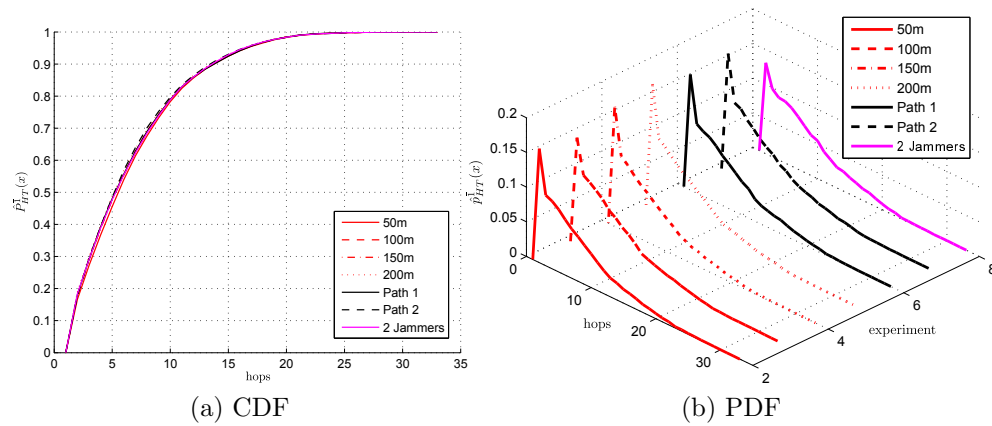 1
0.9
0.8
0.7
0.6
0.5
0.4
0.3
0.2
0.1
0
0 5 10 15 20 25 30 35
hops
P̂^Ī_HT(x)
50m
100m
150m
200m
Path 1
Path 2
2 Jammers
(a) CDF
0.2
0.15
0.1
0.05
0
0 10 20 30
hops
2 4 6 8
experiment
p̂^Ī_HT(x)
50m
100m
150m
200m
Path 1
Path 2
2 Jammers
(b) PDF